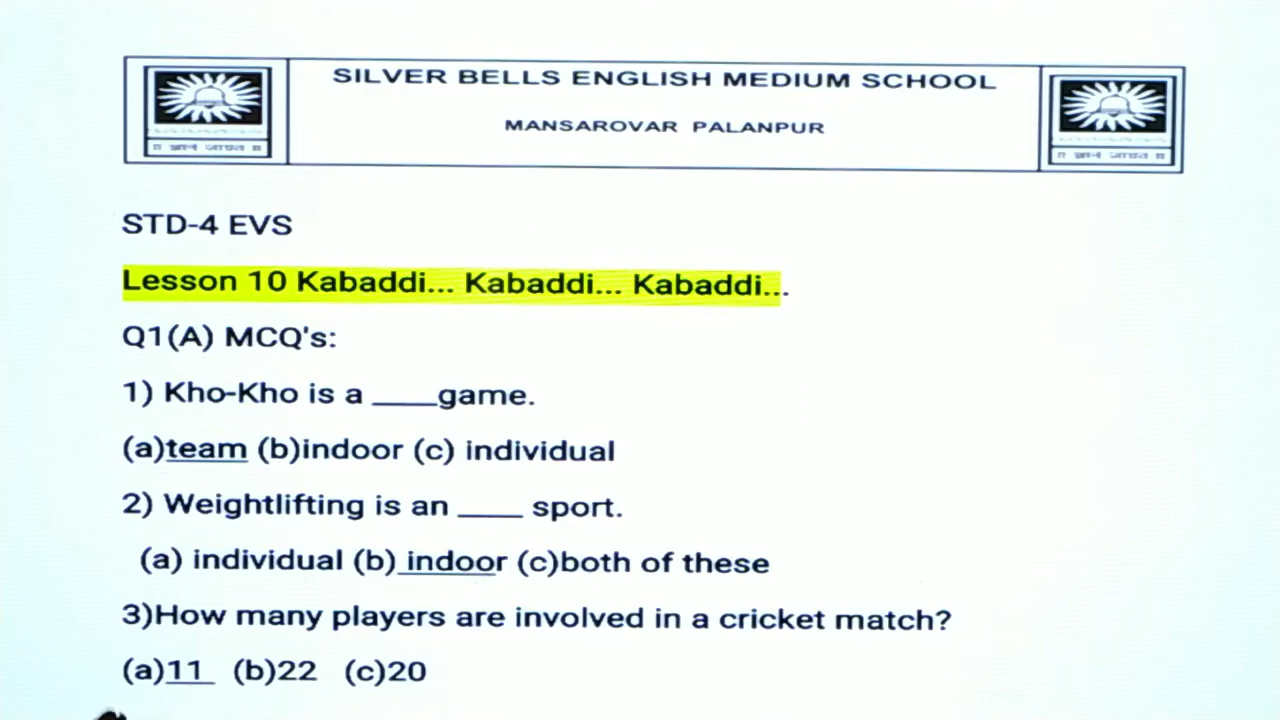 SILVER BELLS ENGLISH MEDIUM SCHOOL
MANSAROVAR PALANPUR
STD-4 EVS
Lesson 10 Kabaddi... Kabaddi... Kabaddi...
Q1(A) MCQ's:
1) Kho-Kho is a ____game.
(a)team (b)indoor (c) individual
2) Weightlifting is an ____ sport.
(a) individual (b) indoor (c)both of these
3)How many players are involved in a cricket match?
(a)11 (b)22 (c)20